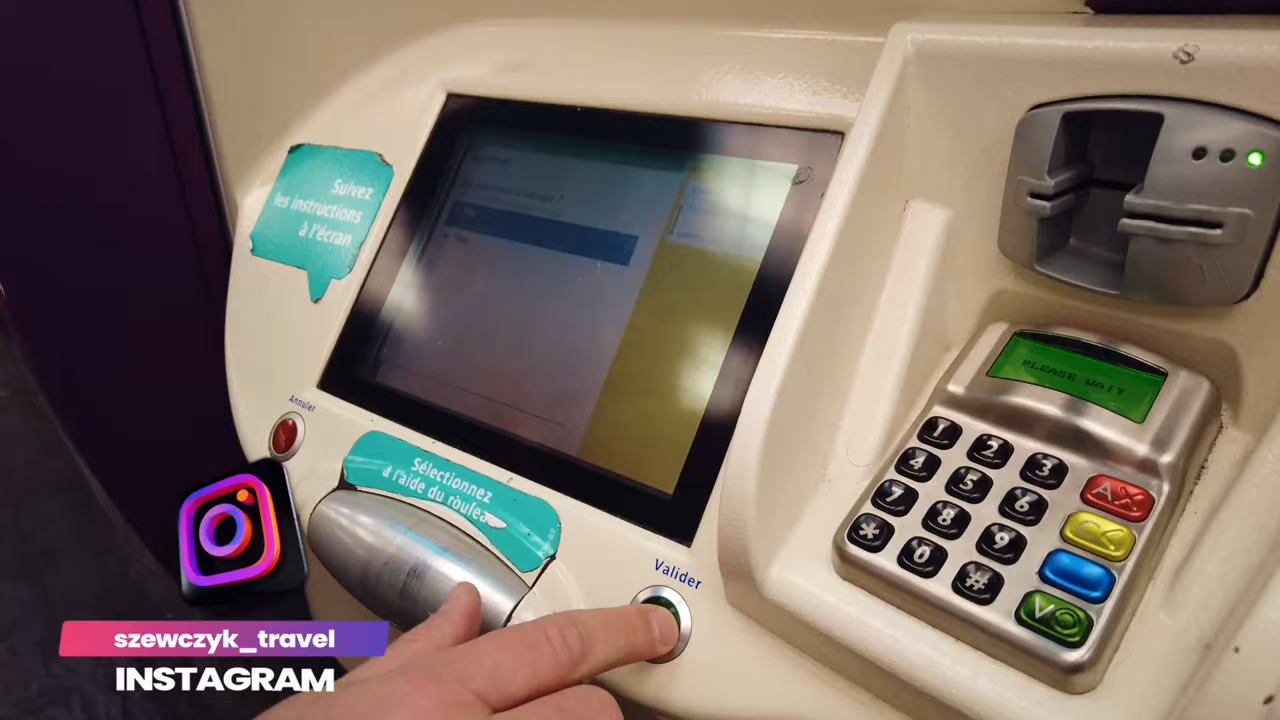 Suivez
les instructions
à l'écran
PLEASE WAIT
Annuler
Sélectionnez
à l'aide du roulea
Valider
1
2
3
4
5
6
7
8
9
*
0
#
szewczyk_travel
INSTAGRAM